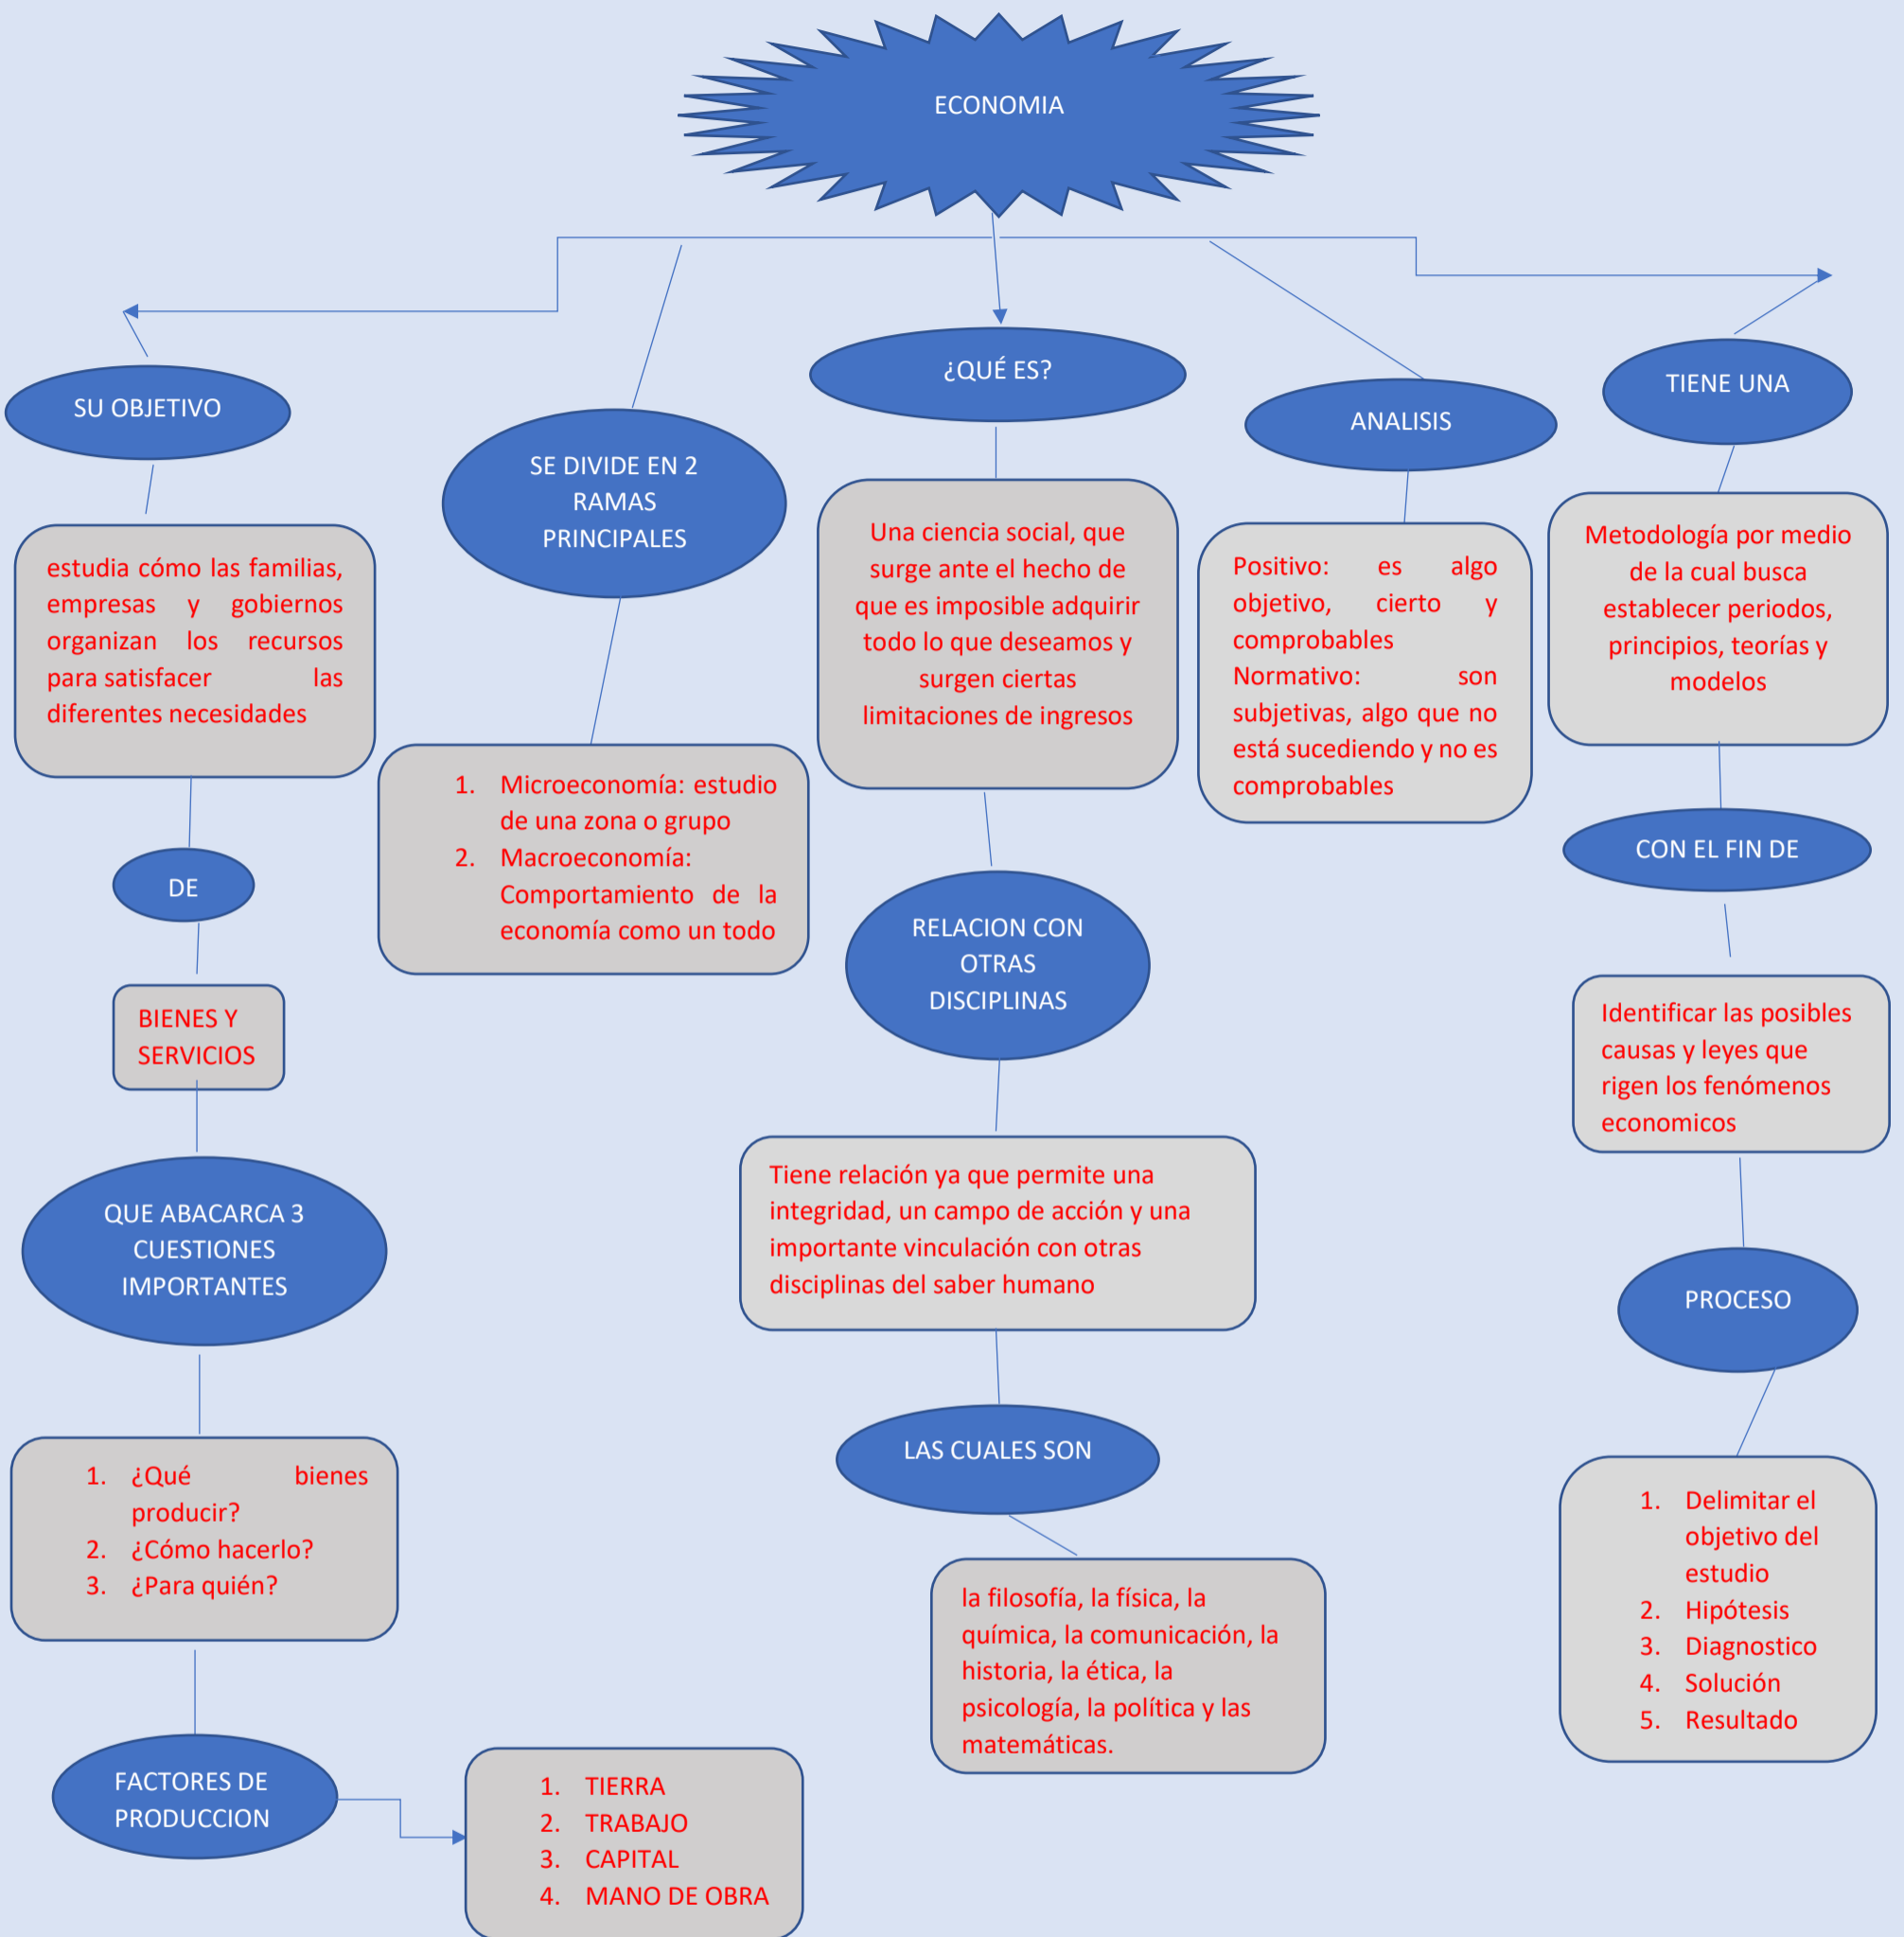 ECONOMIA
SU OBJETIVO
estudia cómo las familias,
empresas y gobiernos
organizan los recursos
para satisfacer las
diferentes necesidades
DE
BIENES Y
SERVICIOS
QUE ABACARCA 3
CUESTIONES
IMPORTANTES
1. ¿Qué bienes
producir?
2. ¿Cómo hacerlo?
3. ¿Para quién?
FACTORES DE
PRODUCCION
1. TIERRA
2. TRABAJO
3. CAPITAL
4. MANO DE OBRA
SE DIVIDE EN 2
RAMAS
PRINCIPALES
1. Microeconomía: estudio
de una zona o grupo
2. Macroeconomía:
Comportamiento de la
economía como un todo
¿QUÉ ES?
Una ciencia social, que
surge ante el hecho de
que es imposible adquirir
todo lo que deseamos y
surgen ciertas
limitaciones de ingresos
RELACION CON
OTRAS
DISCIPLINAS
Tiene relación ya que permite una
integridad, un campo de acción y una
importante vinculación con otras
disciplinas del saber humano
LAS CUALES SON
la filosofía, la física, la
química, la comunicación, la
historia, la ética, la
psicología, la política y las
matemáticas.
ANALISIS
Positivo: es algo
objetivo, cierto y
comprobables
Normativo: son
subjetivas, algo que no
está sucediendo y no es
comprobables
TIENE UNA
Metodología por medio
de la cual busca
establecer periodos,
principios, teorías y
modelos
CON EL FIN DE
Identificar las posibles
causas y leyes que
rigen los fenómenos
economicos
PROCESO
1. Delimitar el
objetivo del
estudio
2. Hipótesis
3. Diagnostico
4. Solución
5. Resultado